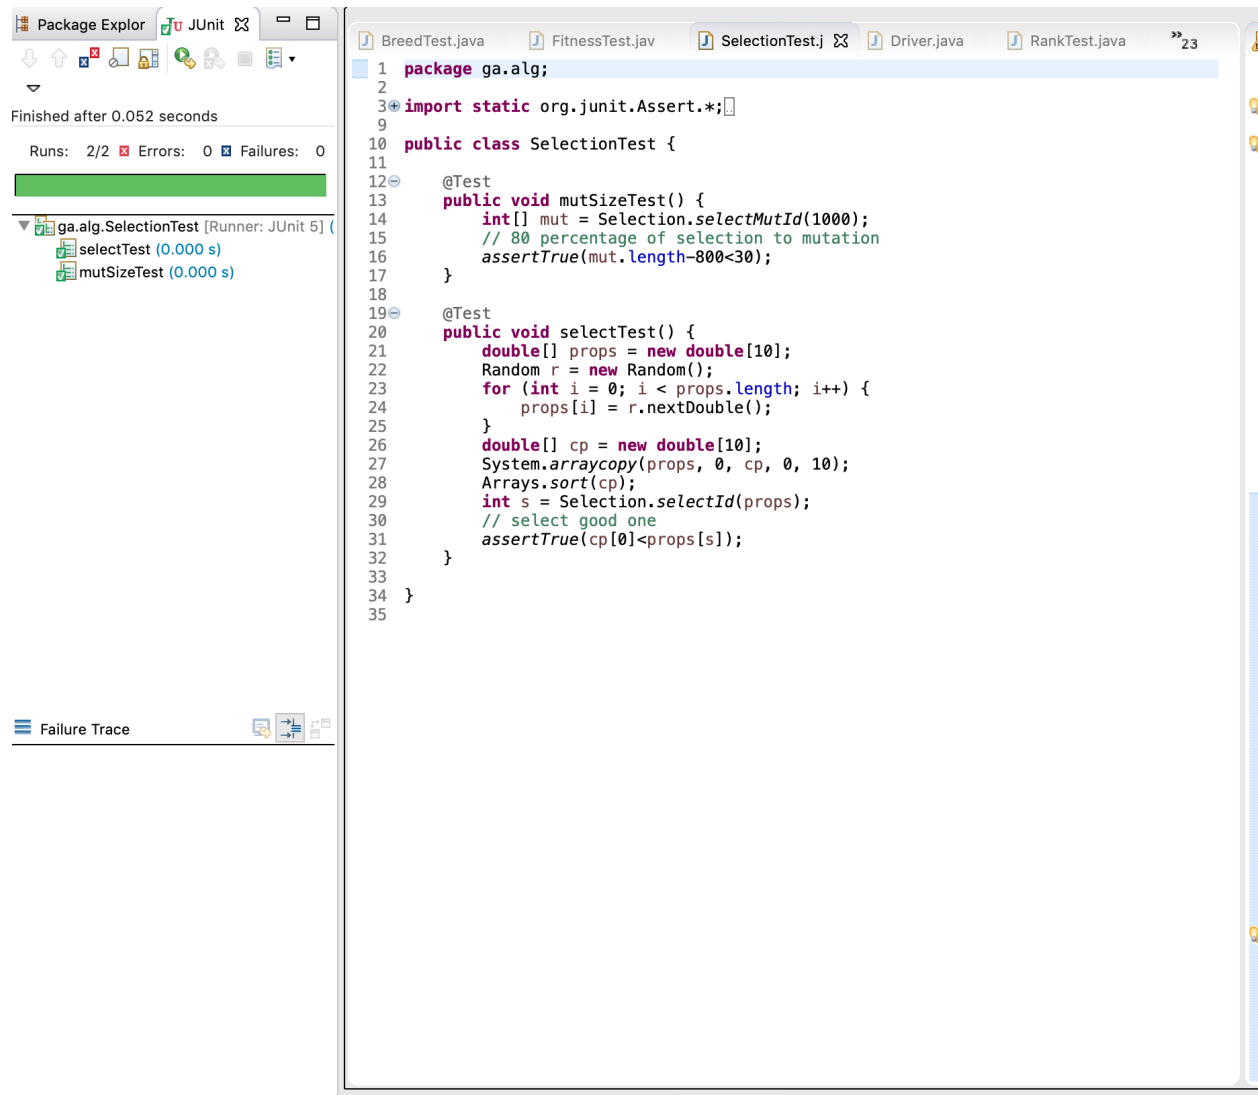 Package Explor JUnit
Finished after 0.052 seconds
Runs: 2/2 Errors: 0 Failures: 0
ga.alg.SelectionTest [Runner: JUnit 5] (
selectTest (0.000 s)
mutSizeTest (0.000 s)
Failure Trace
BreedTest.java FitnessTest.jav SelectionTest.j Driver.java RankTest.java »23
1 package ga.alg;
2
3 import static org.junit.Assert.*;
9
10 public class SelectionTest {
11
12 @Test
13 public void mutSizeTest() {
14 int[] mut = Selection.selectMutId(1000);
15 // 80 percentage of selection to mutation
16 assertTrue(mut.length-800<30);
17 }
18
19 @Test
20 public void selectTest() {
21 double[] props = new double[10];
22 Random r = new Random();
23 for (int i = 0; i < props.length; i++) {
24 props[i] = r.nextDouble();
25 }
26 double[] cp = new double[10];
27 System.arraycopy(props, 0, cp, 0, 10);
28 Arrays.sort(cp);
29 int s = Selection.selectId(props);
30 // select good one
31 assertTrue(cp[0]<props[s]);
32 }
33
34 }
35